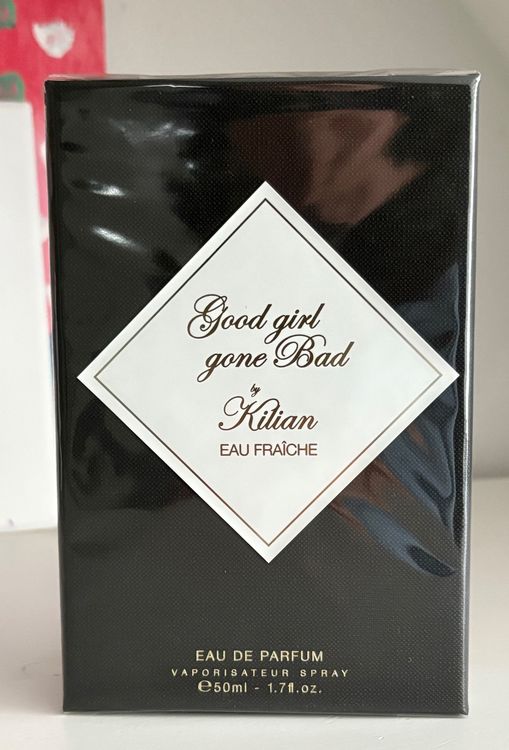 Good girl
gone Bad
by
Kilian
EAU FRAÎCHE
EAU DE PARFUM
VAPORISATEUR SPRAY
℮50ml - 1.7fl.oz.